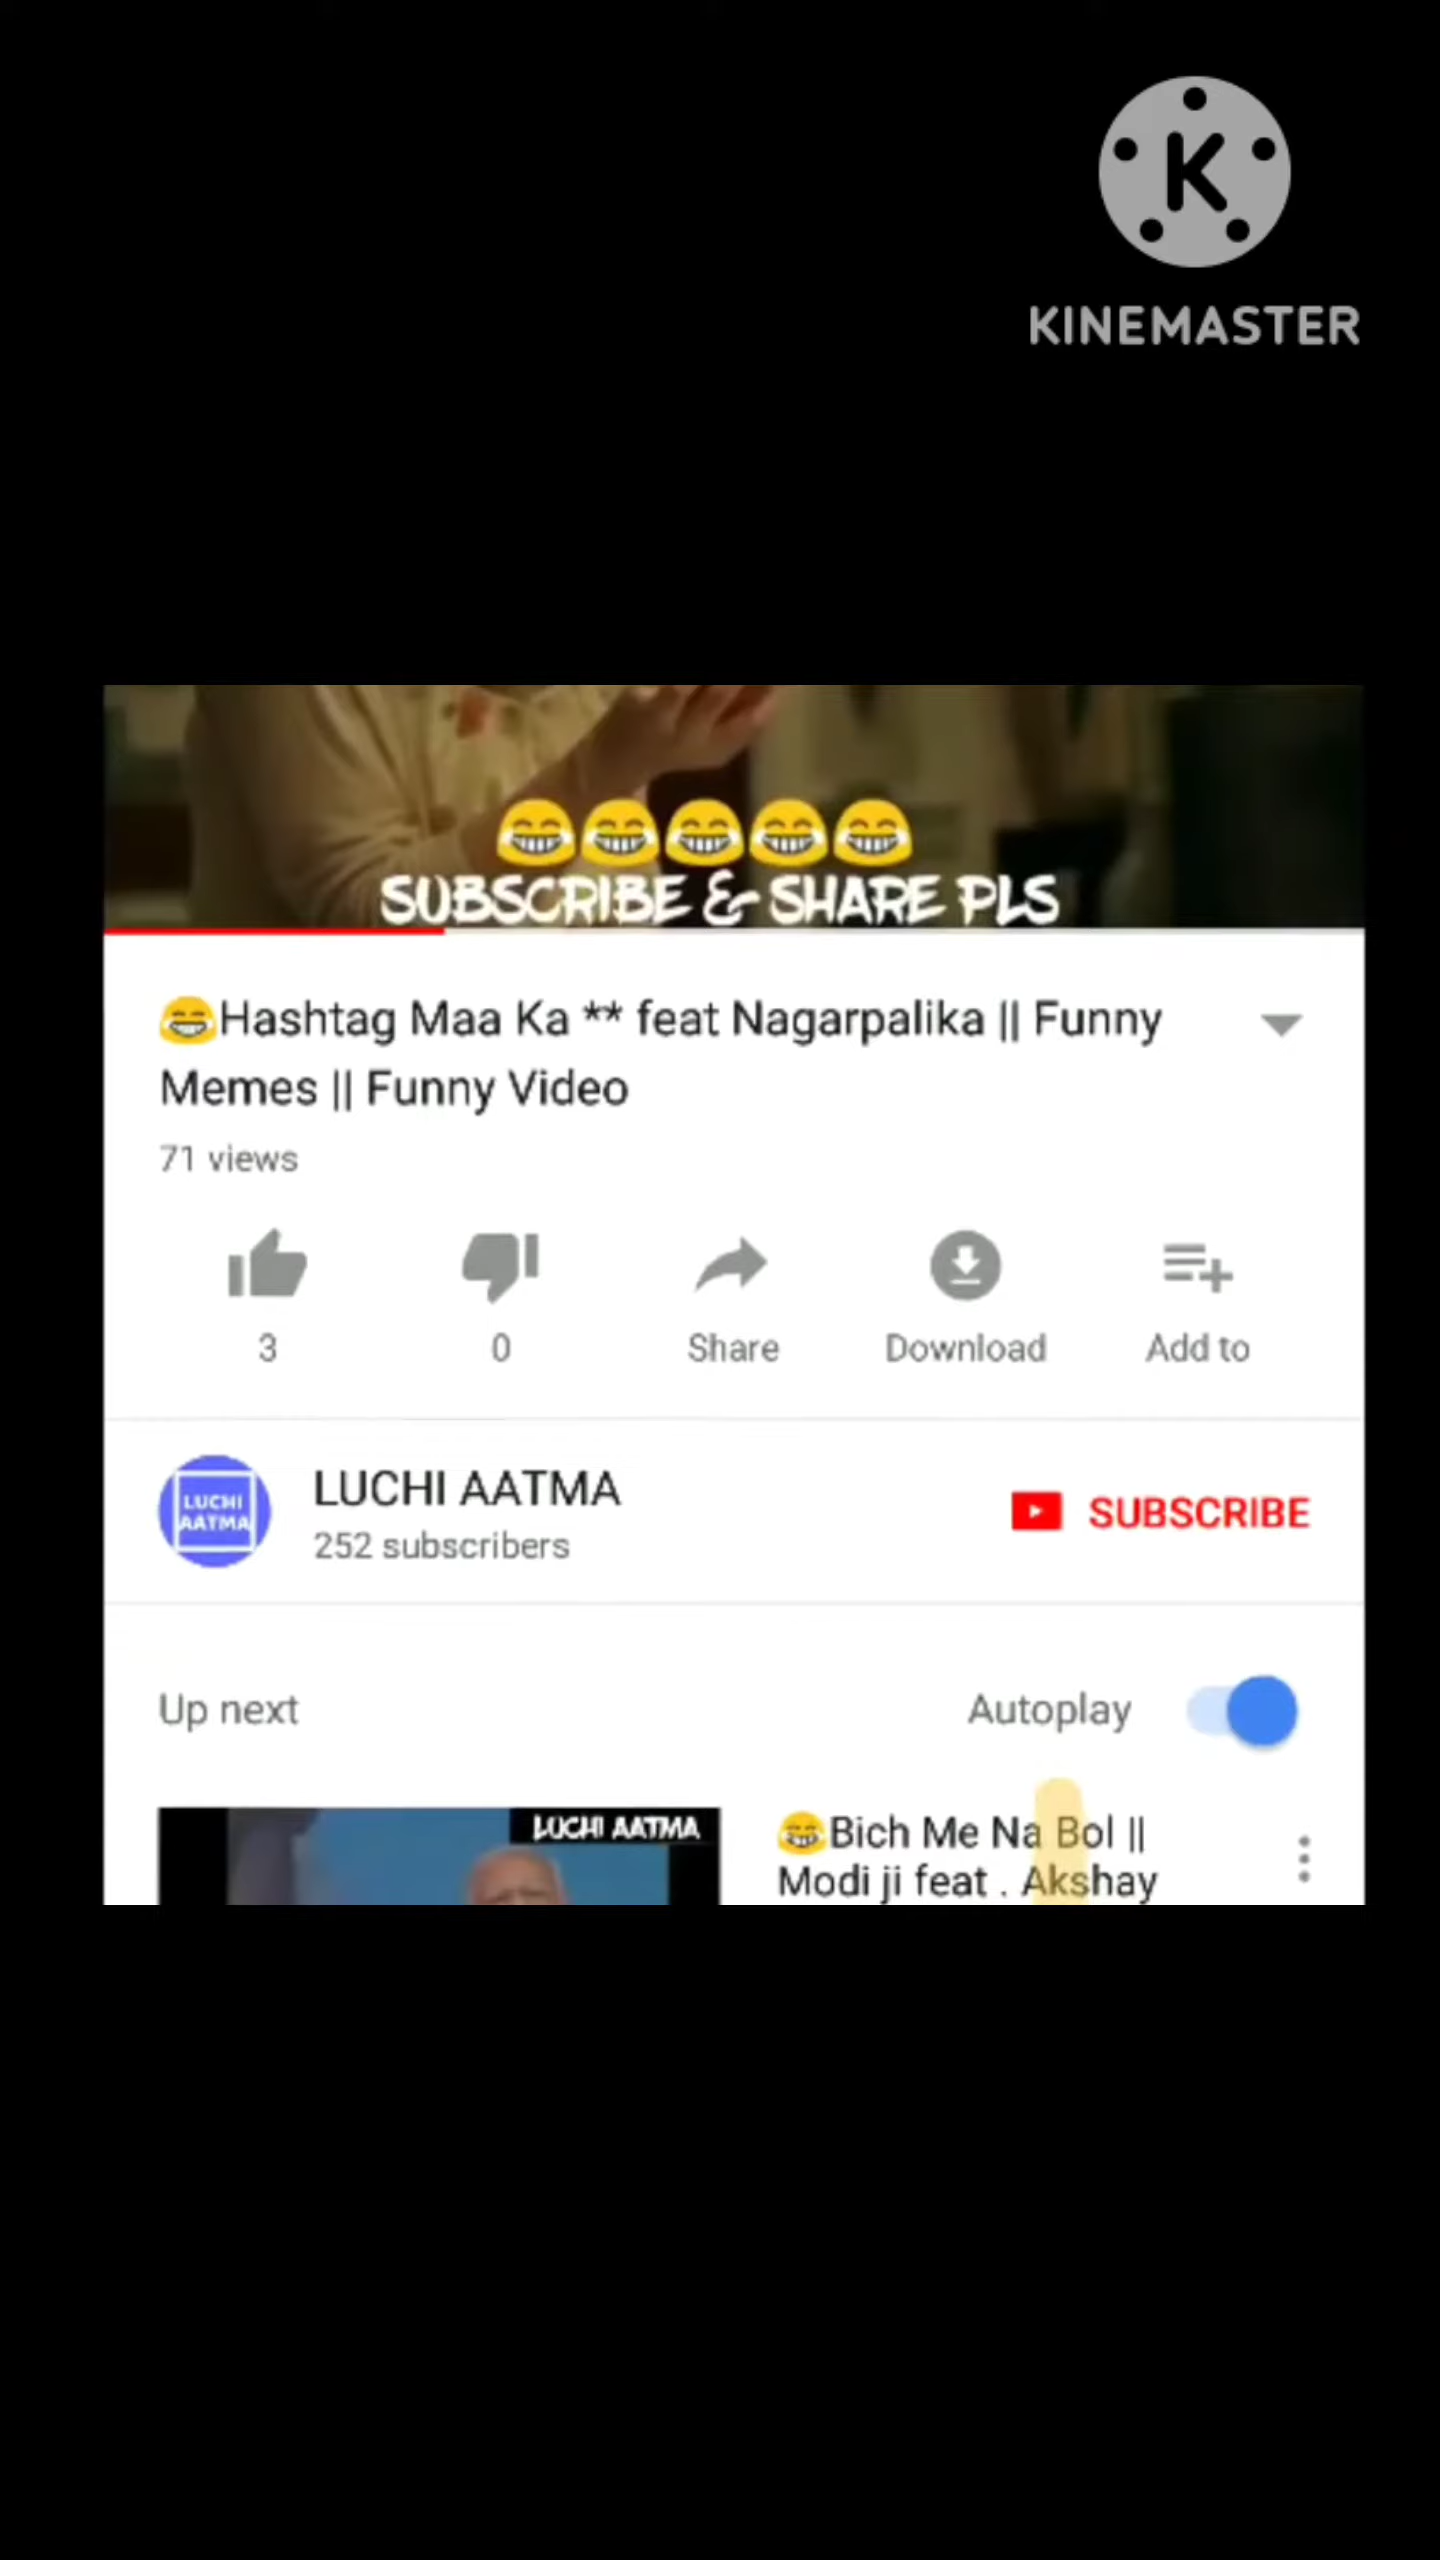 K
KINEMASTER
SUBSCRIBE & SHARE PLS
😂Hashtag Maa Ka ** feat Nagarpalika || Funny
Memes || Funny Video
71 views
3
0
Share
Download
Add to
LUCHI
AATMA
LUCHI AATMA
252 subscribers
SUBSCRIBE
Up next
Autoplay
LUCHI AATMA
😂Bich Me Na Bol ||
Modi ji feat . Akshay